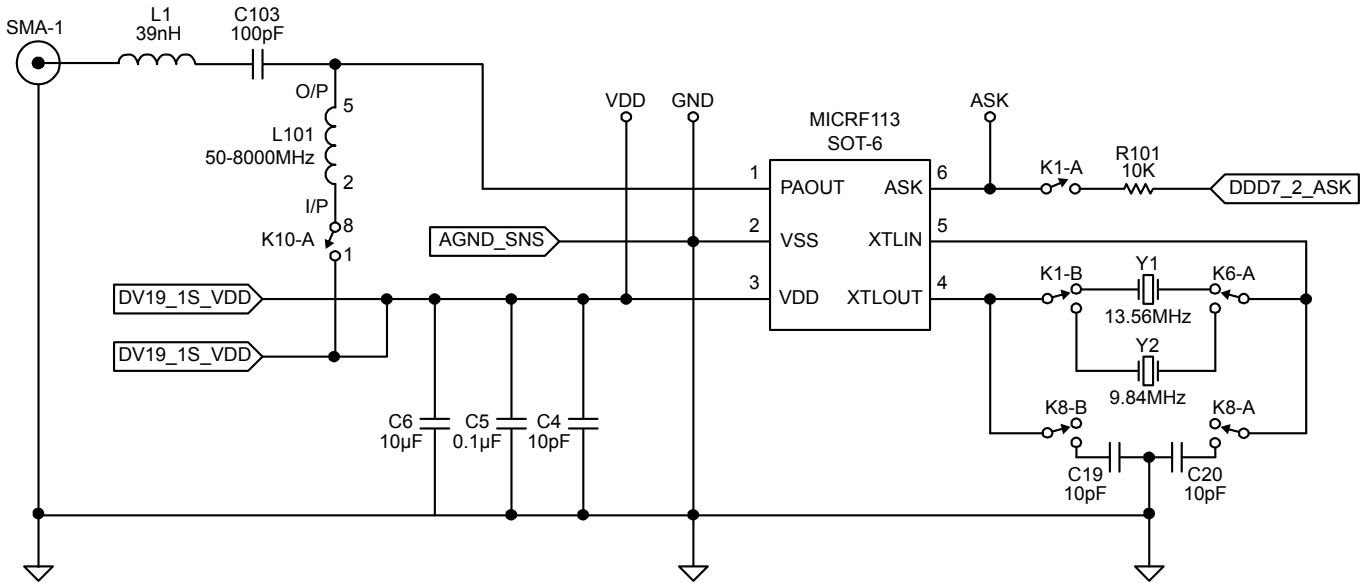 SMA-1
L1
39nH
C103
100pF
O/P
5
L101
50-8000MHz
2
I/P
8
K10-A
1
DV19_1S_VDD
DV19_1S_VDD
AGND_SNS
VDD
GND
C6
10µF
C5
0.1µF
C4
10pF
MICRF113
SOT-6
1
PAOUT
ASK
6
2
VSS
XTLIN
5
3
VDD
XTLOUT
4
ASK
K1-A
R101
10K
DDD7_2_ASK
K1-B
Y1
K6-A
13.56MHz
Y2
9.84MHz
K8-B
K8-A
C19
10pF
C20
10pF